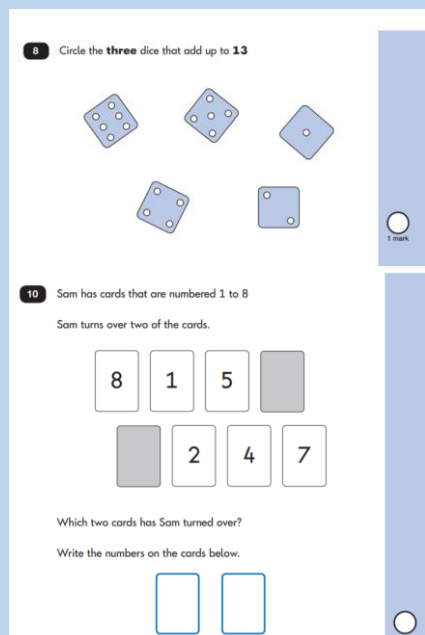 8 Circle the three dice that add up to 13
1 mark
10 Sam has cards that are numbered 1 to 8
Sam turns over two of the cards.
8 1 5
2 4 7
Which two cards has Sam turned over?
Write the numbers on the cards below.